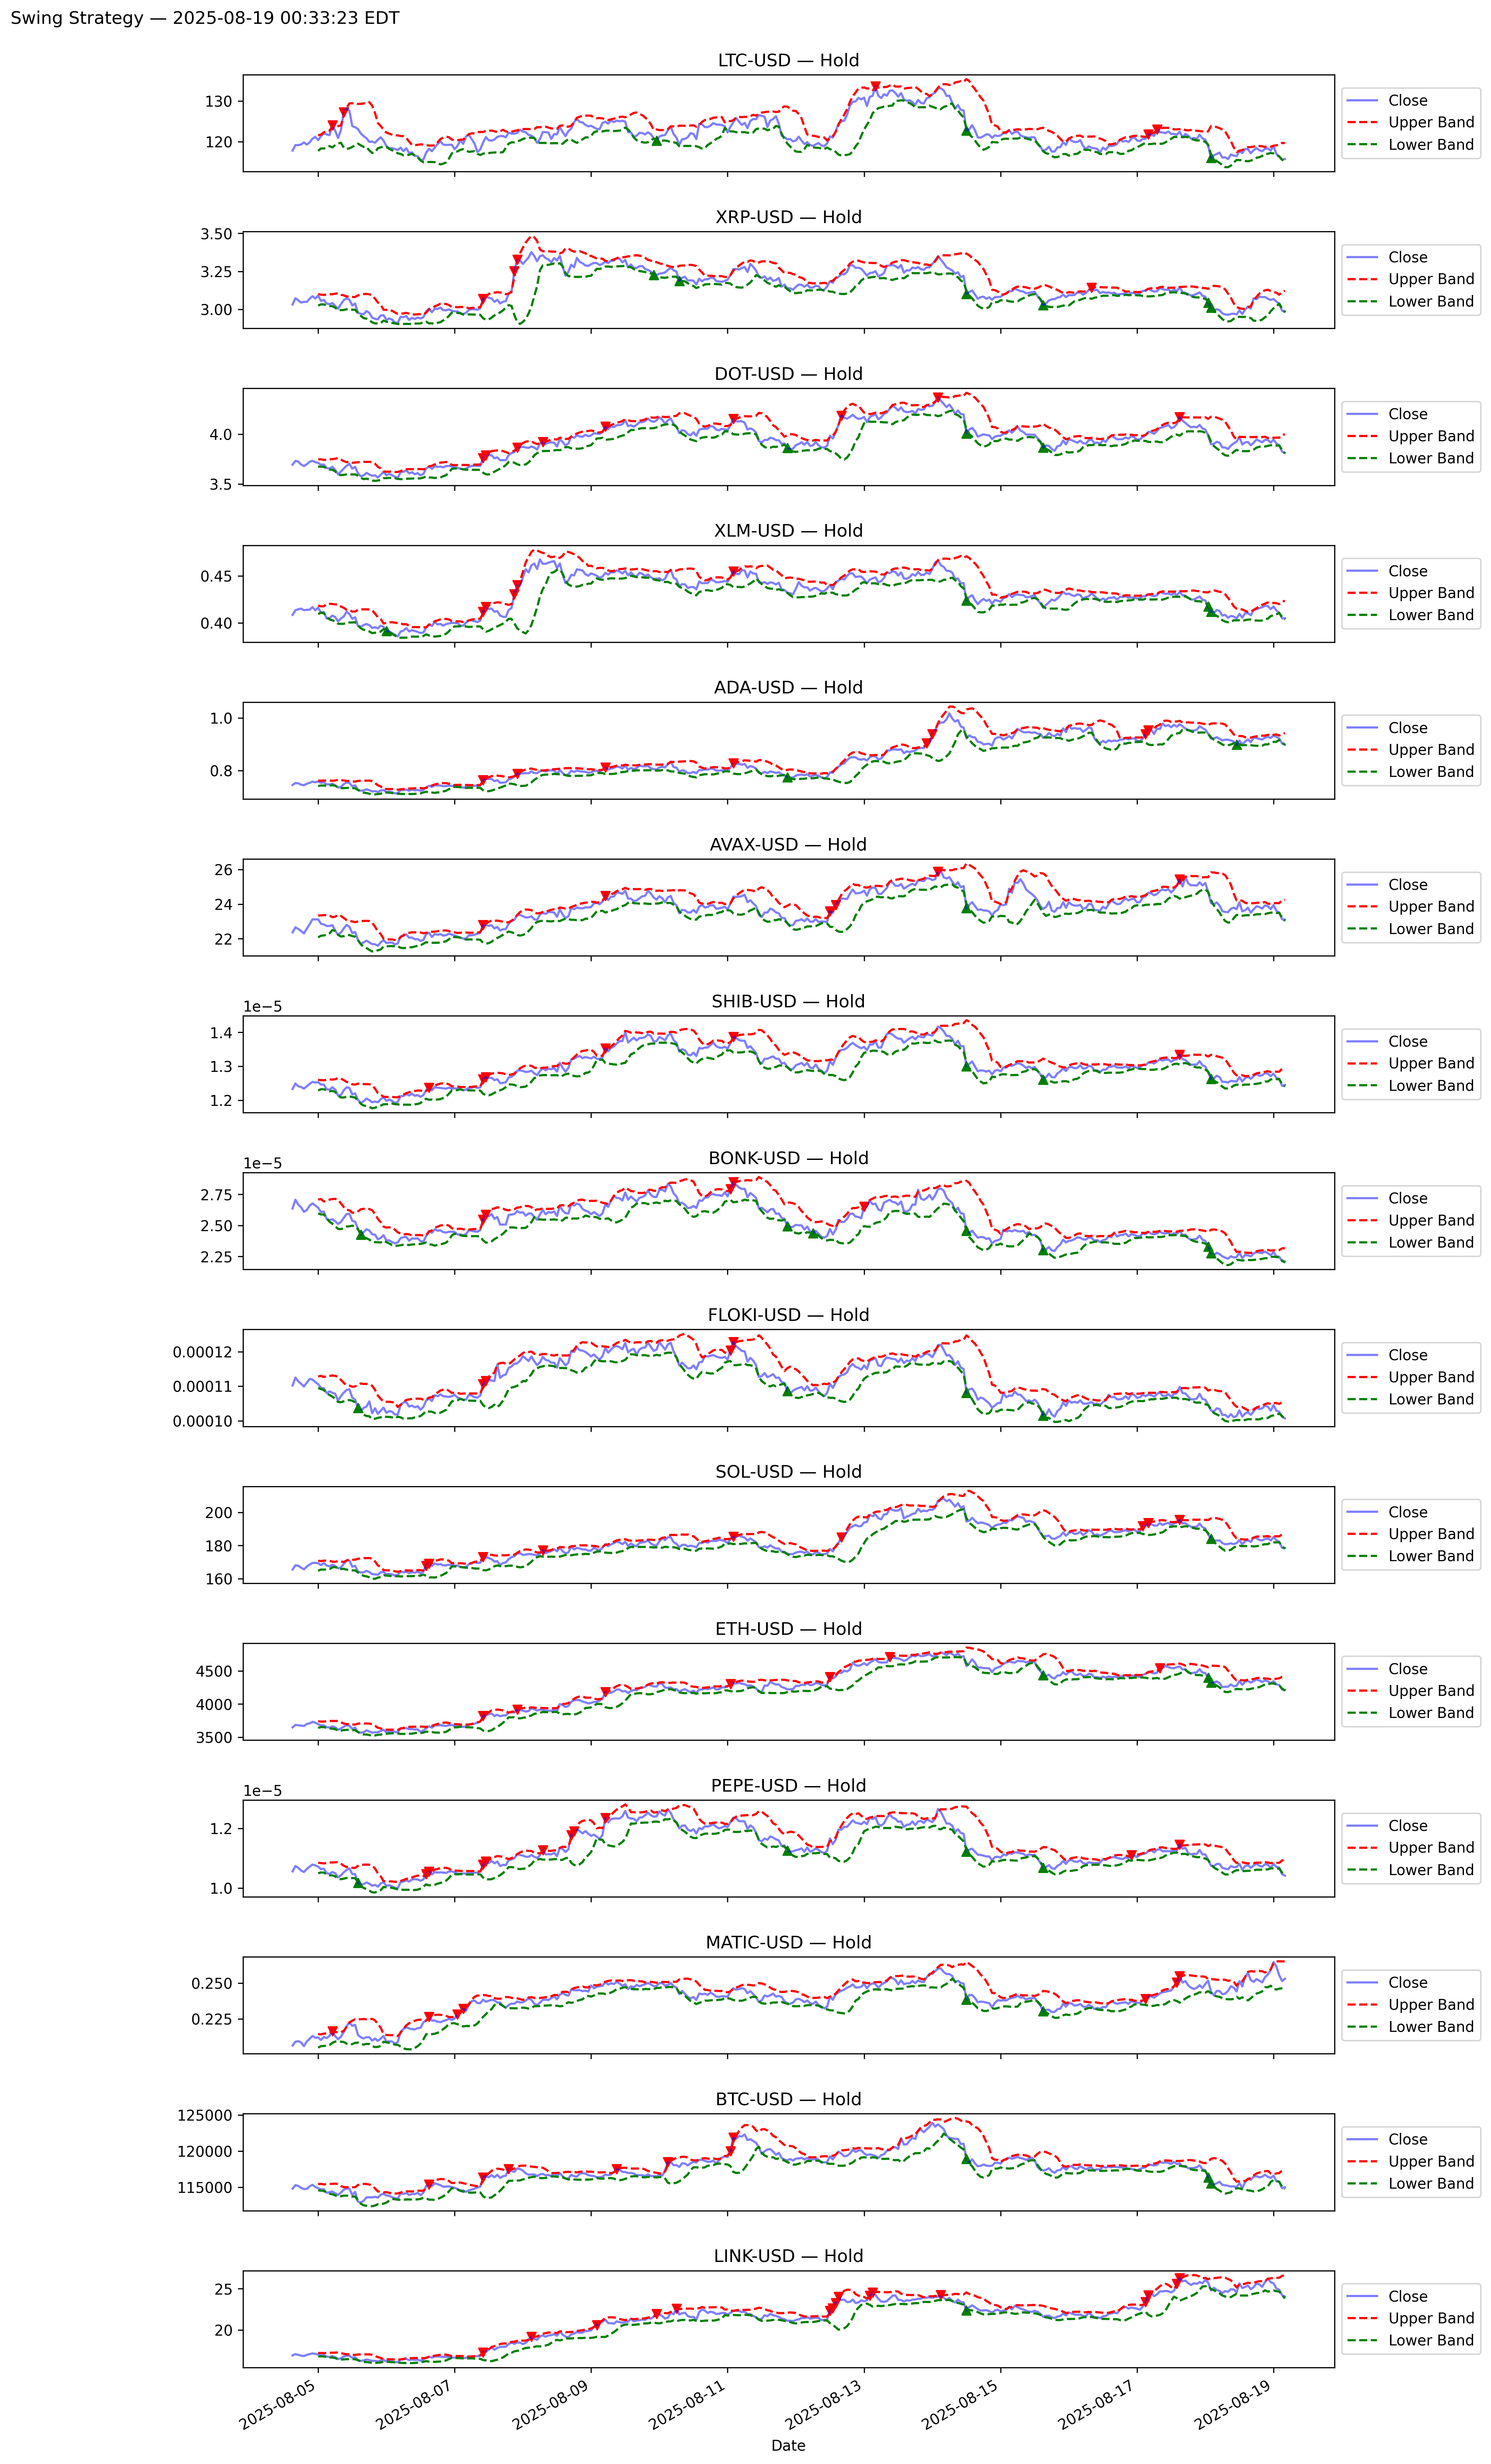 Swing Strategy — 2025-08-19 00:33:23 EDT
LTC-USD — Hold
130
120
Close
Upper Band
Lower Band
XRP-USD — Hold
3.50
3.25
3.00
Close
Upper Band
Lower Band
DOT-USD — Hold
4.0
3.5
Close
Upper Band
Lower Band
XLM-USD — Hold
0.45
0.40
Close
Upper Band
Lower Band
ADA-USD — Hold
1.0
0.8
Close
Upper Band
Lower Band
AVAX-USD — Hold
26
24
22
Close
Upper Band
Lower Band
SHIB-USD — Hold
1e−5
1.4
1.3
1.2
Close
Upper Band
Lower Band
BONK-USD — Hold
1e−5
2.75
2.50
2.25
Close
Upper Band
Lower Band
FLOKI-USD — Hold
0.00012
0.00011
0.00010
Close
Upper Band
Lower Band
SOL-USD — Hold
200
180
160
Close
Upper Band
Lower Band
ETH-USD — Hold
4500
4000
3500
Close
Upper Band
Lower Band
PEPE-USD — Hold
1e−5
1.2
1.0
Close
Upper Band
Lower Band
MATIC-USD — Hold
0.250
0.225
Close
Upper Band
Lower Band
BTC-USD — Hold
125000
120000
115000
Close
Upper Band
Lower Band
LINK-USD — Hold
25
20
Close
Upper Band
Lower Band
2025-08-05
2025-08-07
2025-08-09
2025-08-11
2025-08-13
2025-08-15
2025-08-17
2025-08-19
Date